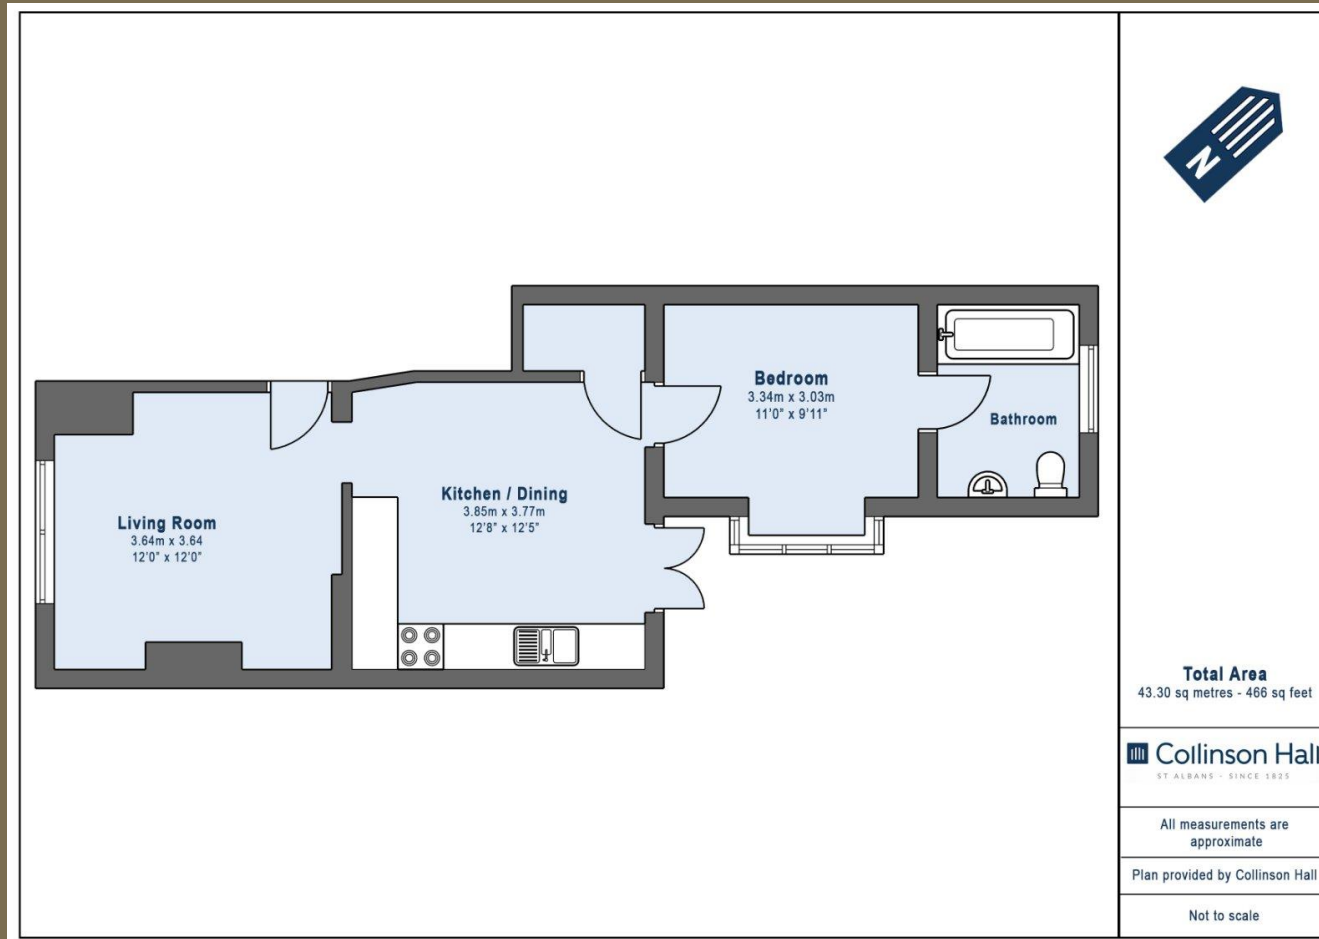 N
Bedroom
3.34m x 3.03m
11'0" x 9'11"
Bathroom
Kitchen / Dining
3.85m x 3.77m
12'8" x 12'5"
Living Room
3.64m x 3.64
12'0" x 12'0"
Total Area
43.30 sq metres - 466 sq feet
Collinson Hall
ST ALBANS - SINCE 1825
All measurements are
approximate
Plan provided by Collinson Hall
Not to scale